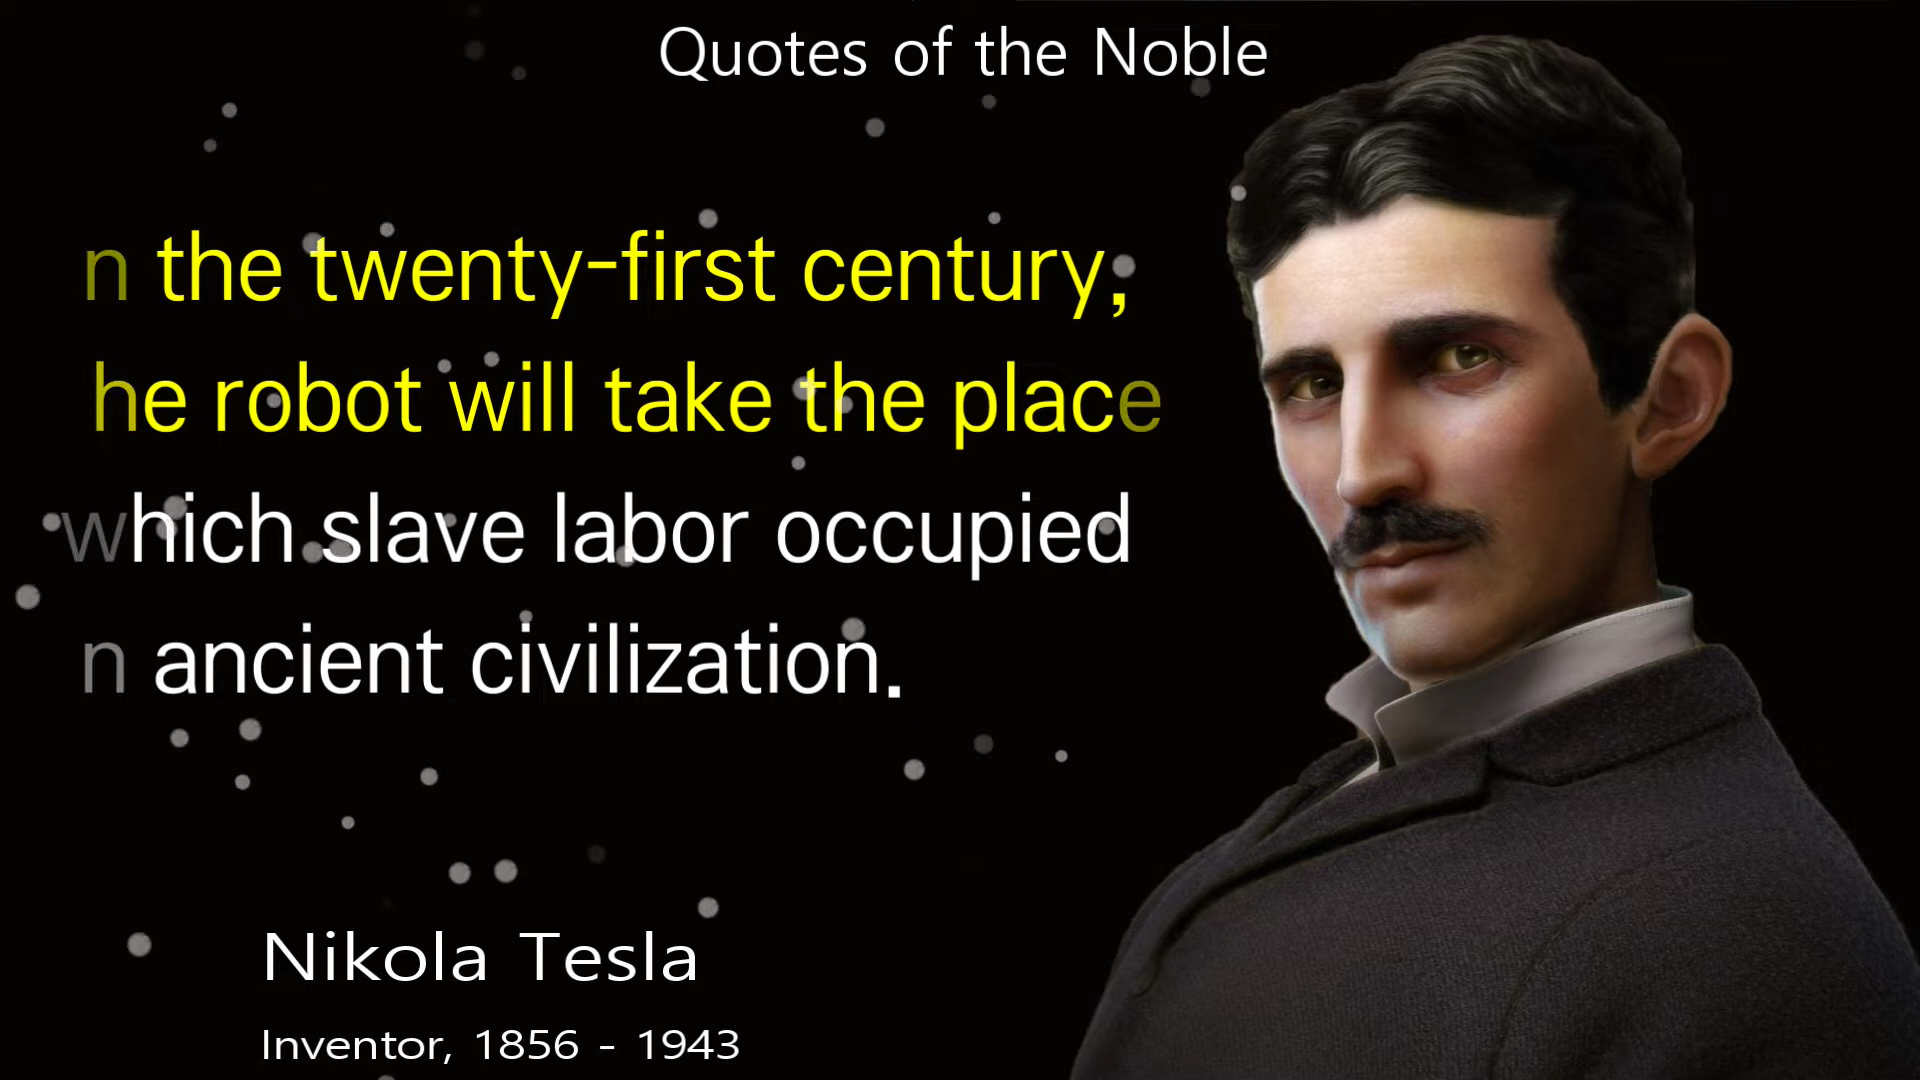 Quotes of the Noble
n the twenty-first century,
he robot will take the place
which slave labor occupied
n ancient civilization.
Nikola Tesla
Inventor, 1856 - 1943